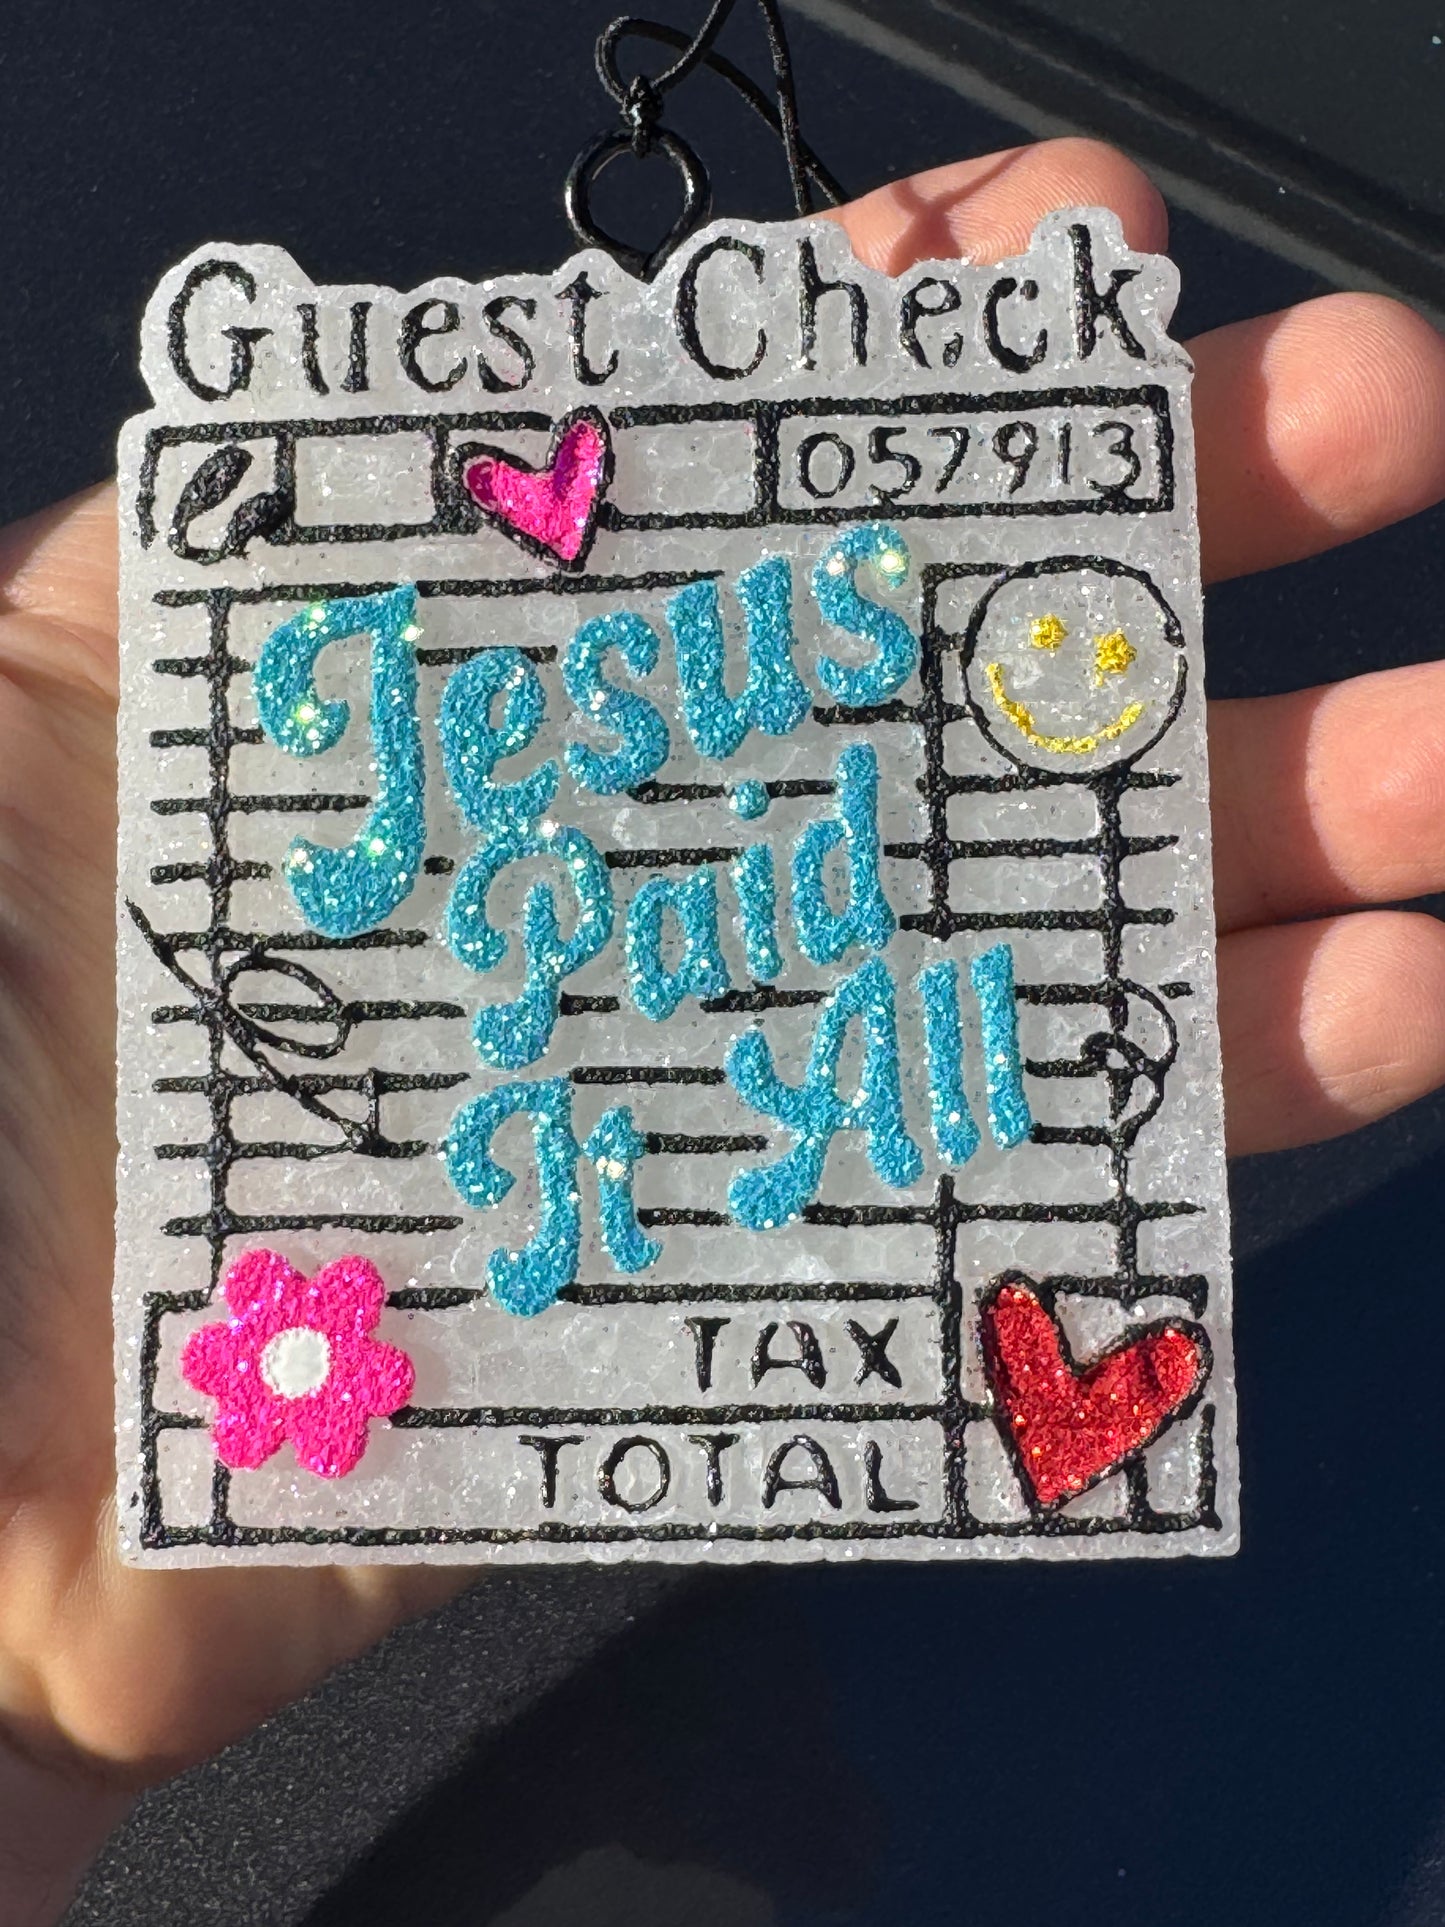 Guest Check
057913
Jesus
Paid
It All
TAX
TOTAL